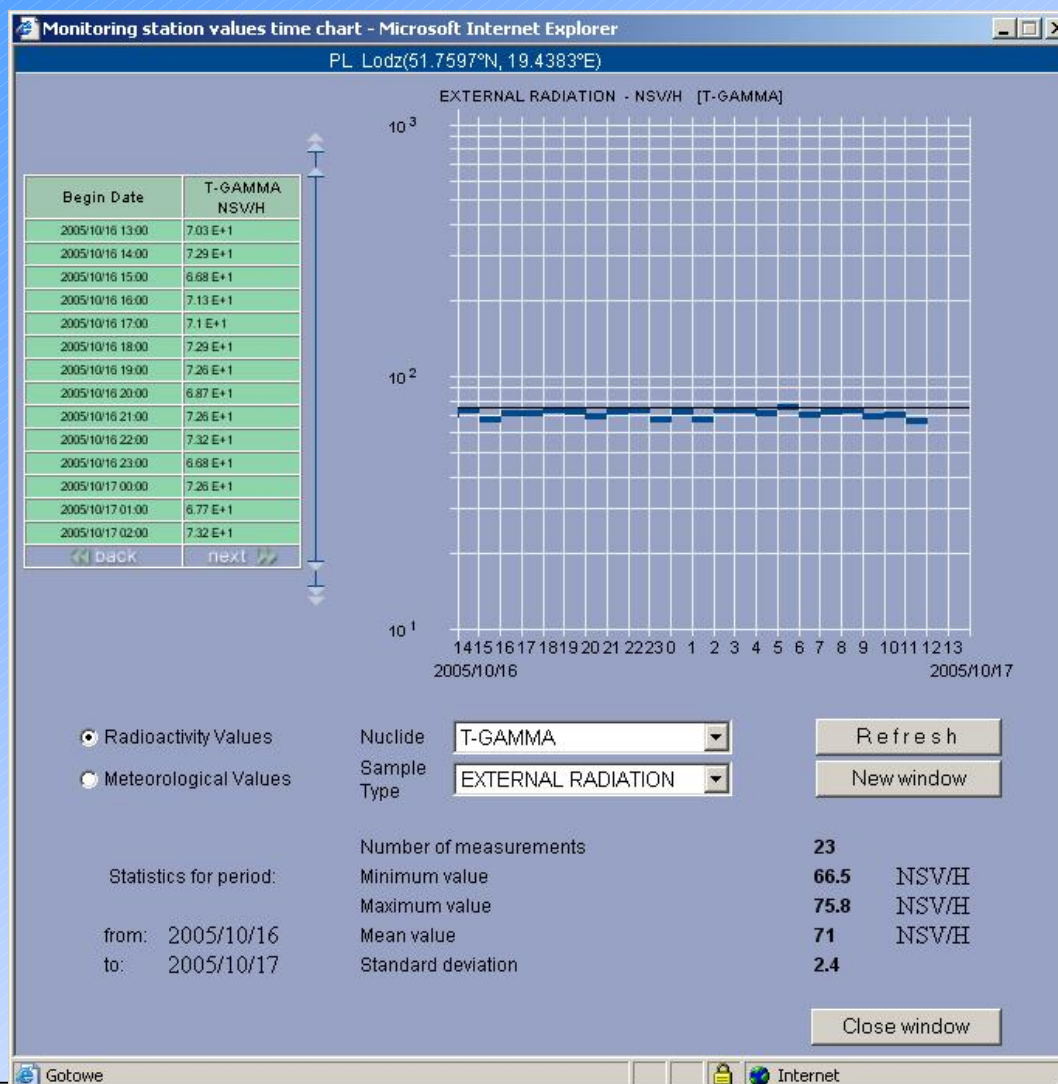 Monitoring station values time chart - Microsoft Internet Explorer
PL Lodz(51.7597°N, 19.4383°E)
EXTERNAL RADIATION - NSV/H [T-GAMMA]
10 3
10 2
10 1
Begin Date T-GAMMA NSV/H
2005/10/16 13:00 7.03 E+1
2005/10/16 14:00 7.29 E+1
2005/10/16 15:00 6.68 E+1
2005/10/16 16:00 7.13 E+1
2005/10/16 17:00 7.1 E+1
2005/10/16 18:00 7.29 E+1
2005/10/16 19:00 7.26 E+1
2005/10/16 20:00 6.87 E+1
2005/10/16 21:00 7.26 E+1
2005/10/16 22:00 7.32 E+1
2005/10/16 23:00 6.68 E+1
2005/10/17 00:00 7.26 E+1
2005/10/17 01:00 6.77 E+1
2005/10/17 02:00 7.32 E+1
back next
14 15 16 17 18 19 20 21 22 23 0 1 2 3 4 5 6 7 8 9 10 11 12 13
2005/10/16 2005/10/17
Radioactivity Values Nuclide T-GAMMA Refresh
Meteorological Values Sample Type EXTERNAL RADIATION New window
Number of measurements 23
Statistics for period: Minimum value 66.5 NSV/H
Maximum value 75.8 NSV/H
from: 2005/10/16 Mean value 71 NSV/H
to: 2005/10/17 Standard deviation 2.4
Close window
Gotowe Internet